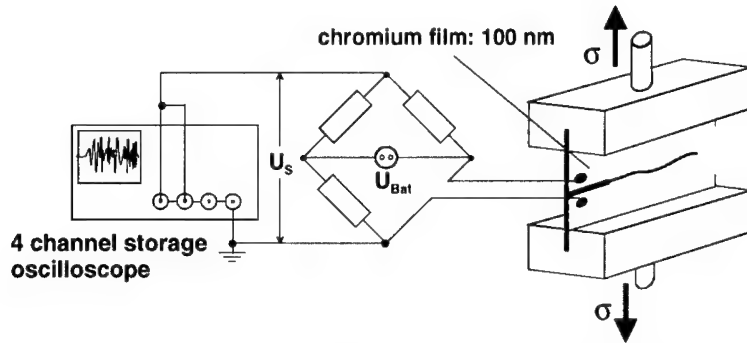 chromium film: 100 nm
σ
U_S
U_Bat
4 channel storage
oscilloscope
σ